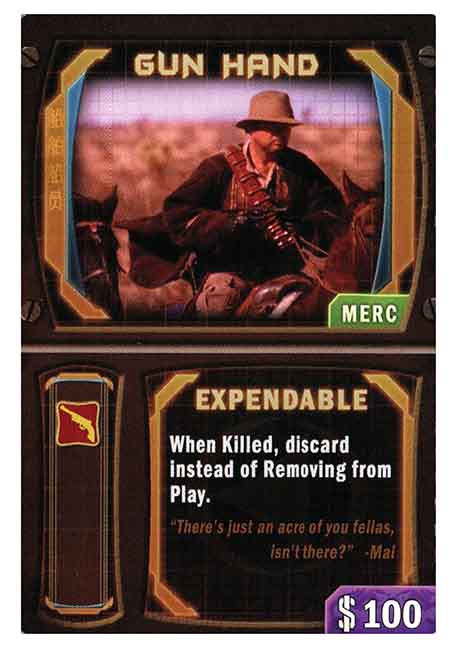 GUN HAND
MERC
EXPENDABLE
When Killed, discard
instead of Removing from
Play.
"There's just an acre of you fellas,
isn't there?" -Mal
$ 100